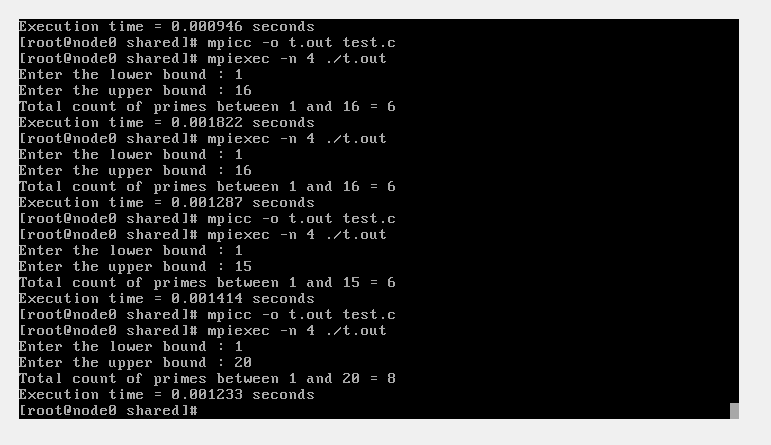 Execution time = 0.000946 seconds
[root@node0 shared]# mpicc -o t.out test.c
[root@node0 shared]# mpiexec -n 4 ./t.out
Enter the lower bound : 1
Enter the upper bound : 16
Total count of primes between 1 and 16 = 6
Execution time = 0.001822 seconds
[root@node0 shared]# mpiexec -n 4 ./t.out
Enter the lower bound : 1
Enter the upper bound : 16
Total count of primes between 1 and 16 = 6
Execution time = 0.001287 seconds
[root@node0 shared]# mpicc -o t.out test.c
[root@node0 shared]# mpiexec -n 4 ./t.out
Enter the lower bound : 1
Enter the upper bound : 15
Total count of primes between 1 and 15 = 6
Execution time = 0.001414 seconds
[root@node0 shared]# mpicc -o t.out test.c
[root@node0 shared]# mpiexec -n 4 ./t.out
Enter the lower bound : 1
Enter the upper bound : 20
Total count of primes between 1 and 20 = 8
Execution time = 0.001233 seconds
[root@node0 shared]#